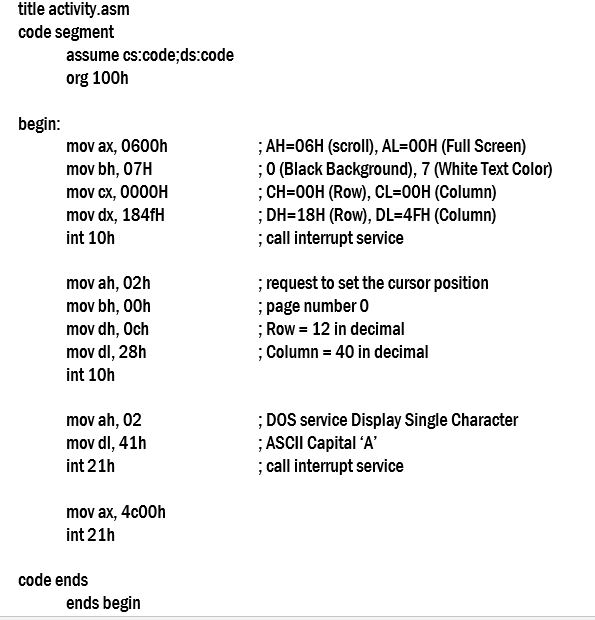 title activity.asm
code segment
assume cs:code;ds:code
org 100h
begin:
mov ax, 0600h ; AH=06H (scroll), AL=00H (Full Screen)
mov bh, 07H ; 0 (Black Background), 7 (White Text Color)
mov cx, 0000H ; CH=00H (Row), CL=00H (Column)
mov dx, 184fH ; DH=18H (Row), DL=4FH (Column)
int 10h ; call interrupt service
mov ah, 02h ; request to set the cursor position
mov bh, 00h ; page number 0
mov dh, 0ch ; Row = 12 in decimal
mov dl, 28h ; Column = 40 in decimal
int 10h
mov ah, 02 ; DOS service Display Single Character
mov dl, 41h ; ASCII Capital ‘A’
int 21h ; call interrupt service
mov ax, 4c00h
int 21h
code ends
ends begin